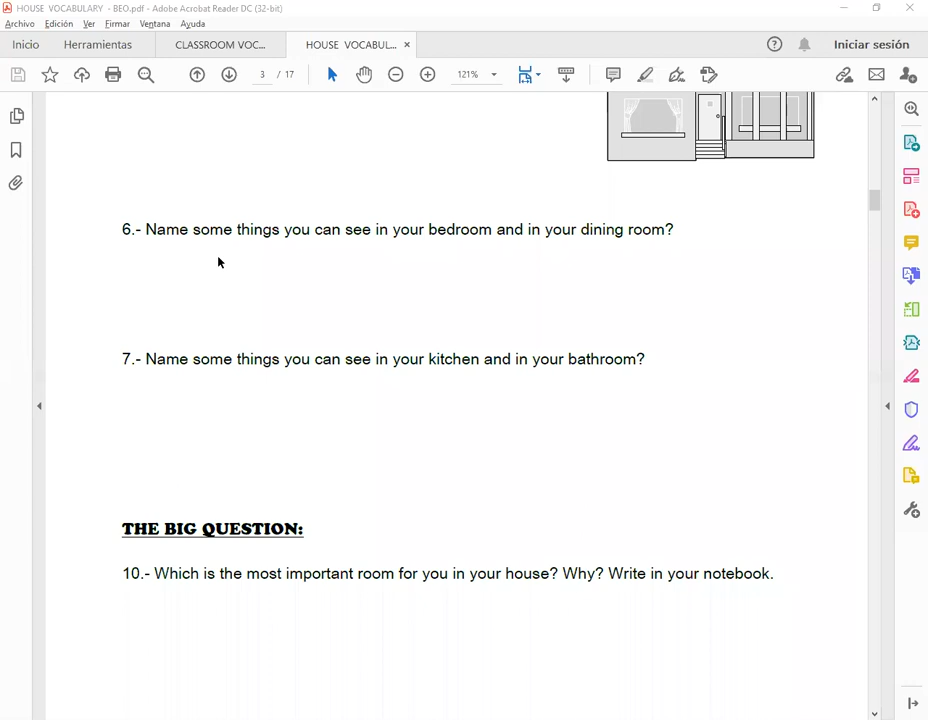 HOUSE VOCABULARY - BEO.pdf - Adobe Acrobat Reader DC (32-bit)
Archivo Edición Ver Firmar Ventana Ayuda
Inicio Herramientas CLASSROOM VOC... HOUSE VOCABUL... × Iniciar sesión
3 / 17 121%
6.- Name some things you can see in your bedroom and in your dining room?
7.- Name some things you can see in your kitchen and in your bathroom?
THE BIG QUESTION:
10.- Which is the most important room for you in your house? Why? Write in your notebook.